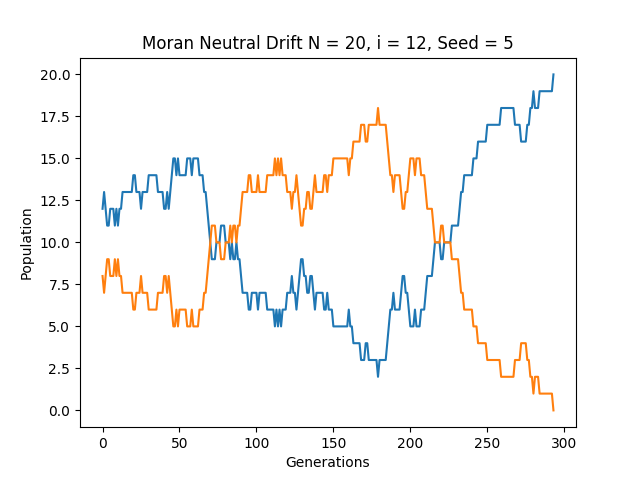 Moran Neutral Drift N = 20, i = 12, Seed = 5
20.0
17.5
15.0
12.5
10.0
7.5
5.0
2.5
0.0
Population
0 50 100 150 200 250 300
Generations